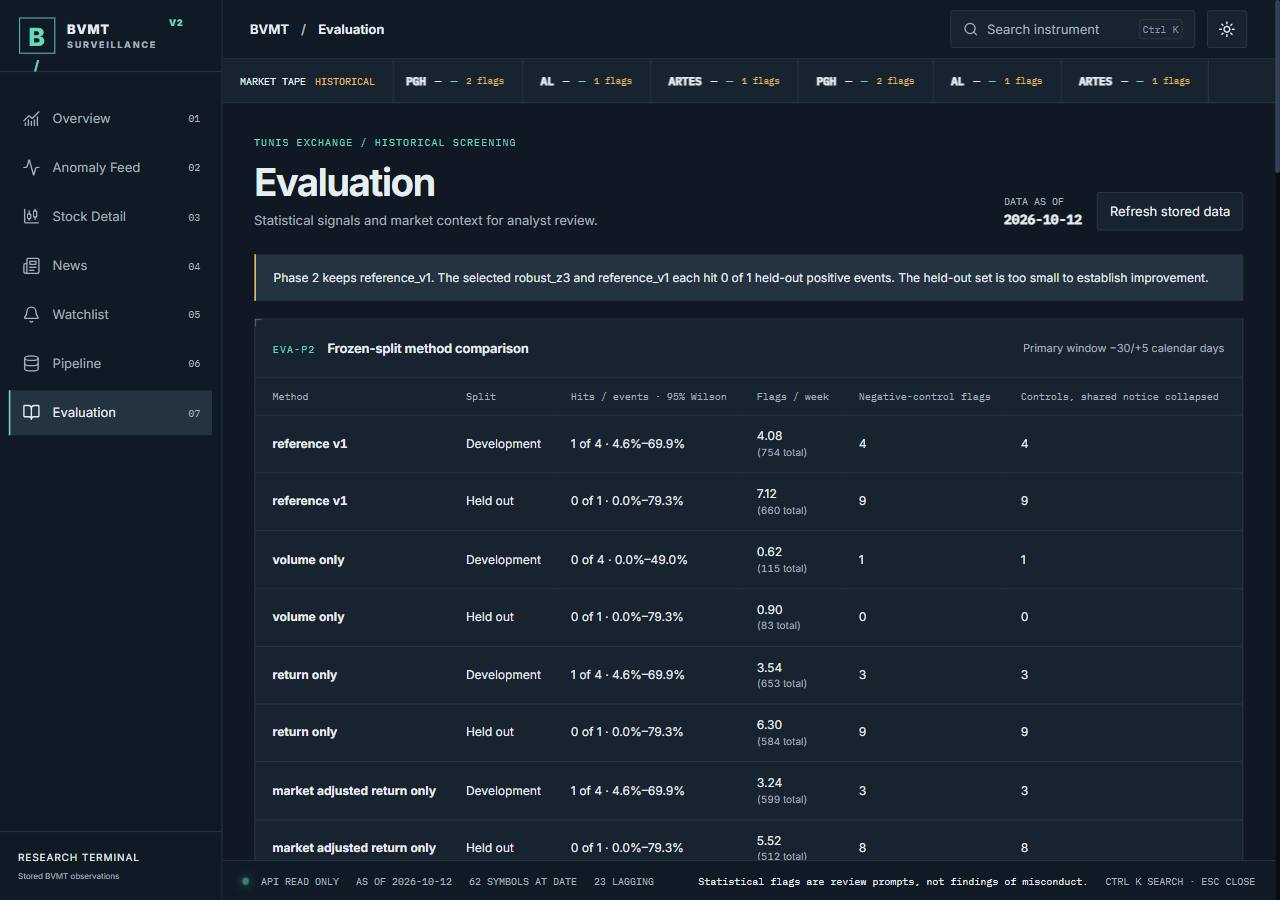 B BVMT V2
SURVEILLANCE
/
Overview 01
Anomaly Feed 02
Stock Detail 03
News 04
Watchlist 05
Pipeline 06
Evaluation 07
RESEARCH TERMINAL
Stored BVMT observations
BVMT / Evaluation
Search instrument Ctrl K
MARKET TAPE HISTORICAL PGH — — 2 flags AL — — 1 flags ARTES — — 1 flags PGH — — 2 flags AL — — 1 flags ARTES — — 1 flags
TUNIS EXCHANGE / HISTORICAL SCREENING
Evaluation
Statistical signals and market context for analyst review.
DATA AS OF
2026-10-12
Refresh stored data
Phase 2 keeps reference_v1. The selected robust_z3 and reference_v1 each hit 0 of 1 held-out positive events. The held-out set is too small to establish improvement.
EVA-P2 Frozen-split method comparison Primary window −30/+5 calendar days
Method Split Hits / events · 95% Wilson Flags / week Negative-control flags Controls, shared notice collapsed
reference v1 Development 1 of 4 · 4.6%–69.9% 4.08 4 4
(754 total)
reference v1 Held out 0 of 1 · 0.0%–79.3% 7.12 9 9
(660 total)
volume only Development 0 of 4 · 0.0%–49.0% 0.62 1 1
(115 total)
volume only Held out 0 of 1 · 0.0%–79.3% 0.90 0 0
(83 total)
return only Development 1 of 4 · 4.6%–69.9% 3.54 3 3
(653 total)
return only Held out 0 of 1 · 0.0%–79.3% 6.30 9 9
(584 total)
market adjusted return only Development 1 of 4 · 4.6%–69.9% 3.24 3 3
(599 total)
market adjusted return only Held out 0 of 1 · 0.0%–79.3% 5.52 8 8
(512 total)
API READ ONLY AS OF 2026-10-12 62 SYMBOLS AT DATE 23 LAGGING Statistical flags are review prompts, not findings of misconduct. CTRL K SEARCH · ESC CLOSE